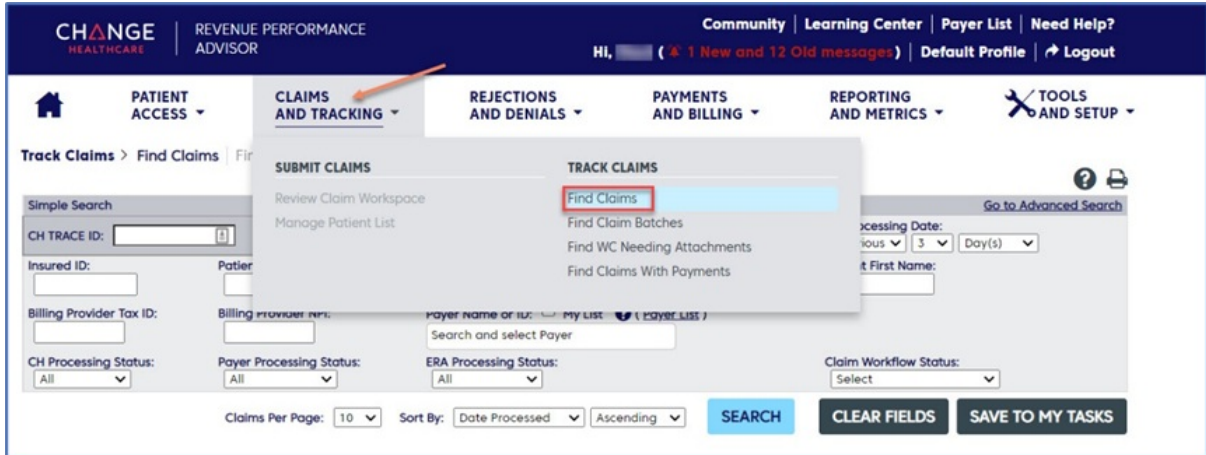 CHANGE HEALTHCARE
REVENUE PERFORMANCE ADVISOR
Community | Learning Center | Payer List | Need Help?
Hi, ( 1 New and 12 Old messages) | Default Profile | Logout
PATIENT ACCESS
CLAIMS AND TRACKING
REJECTIONS AND DENIALS
PAYMENTS AND BILLING
REPORTING AND METRICS
TOOLS AND SETUP
Track Claims > Find Claims
SUBMIT CLAIMS
Review Claim Workspace
Manage Patient List
TRACK CLAIMS
Find Claims
Find Claim Batches
Find WC Needing Attachments
Find Claims With Payments
Simple Search
Go to Advanced Search
CH TRACE ID:
ocessing Date:
ious 3 Day(s)
Insured ID:
Patien
t First Name:
Billing Provider Tax ID:
Billing Provider NPI:
Payer Name or ID: My List ( Payer List )
Search and select Payer
CH Processing Status:
Payer Processing Status:
ERA Processing Status:
Claim Workflow Status:
All
All
All
Select
Claims Per Page: 10 Sort By: Date Processed Ascending SEARCH CLEAR FIELDS SAVE TO MY TASKS